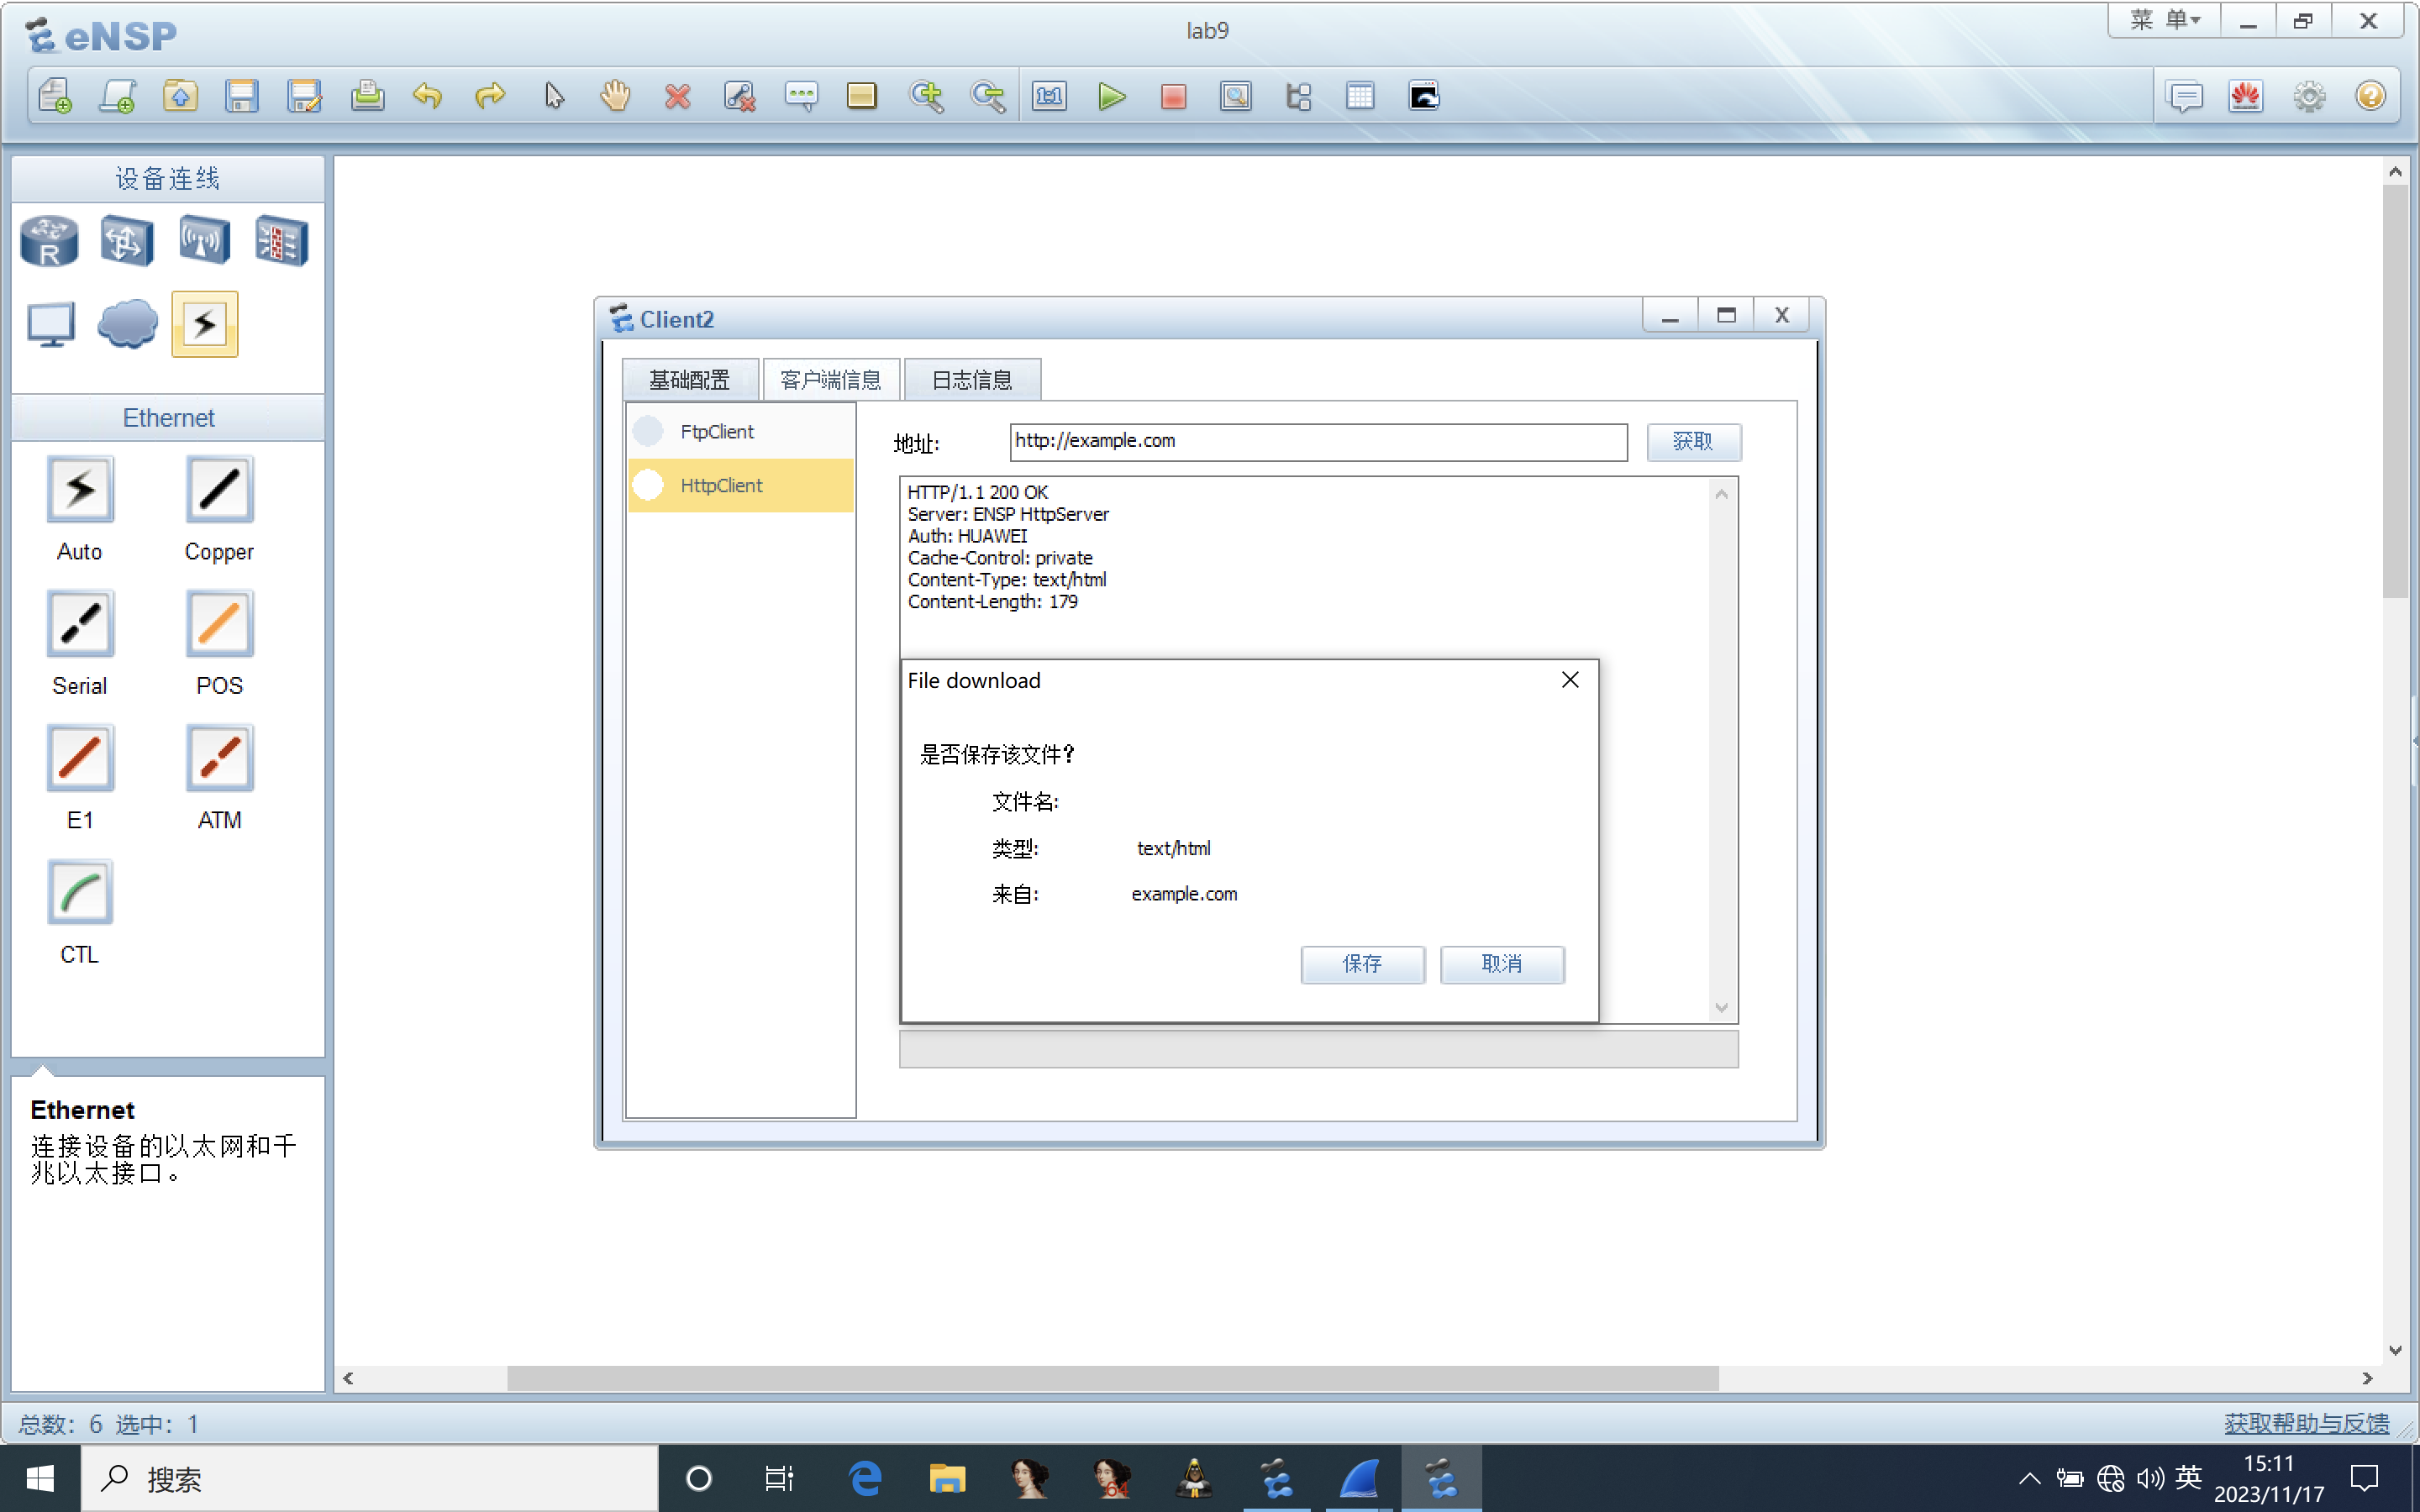 eNSP
lab9
菜 单
1:1
设备连线
R
Ethernet
Auto
Copper
Serial
POS
E1
ATM
CTL
Ethernet
连接设备的以太网和千
兆以太接口。
Client2
基础配置
客户端信息
日志信息
FtpClient
HttpClient
地址:
http://example.com
获取
HTTP/1.1 200 OK
Server: ENSP HttpServer
Auth: HUAWEI
Cache-Control: private
Content-Type: text/html
Content-Length: 179
File download
是否保存该文件?
文件名:
类型: text/html
来自: example.com
保存
取消
总数: 6 选中: 1
获取帮助与反馈
搜索
64
英
15:11
2023/11/17